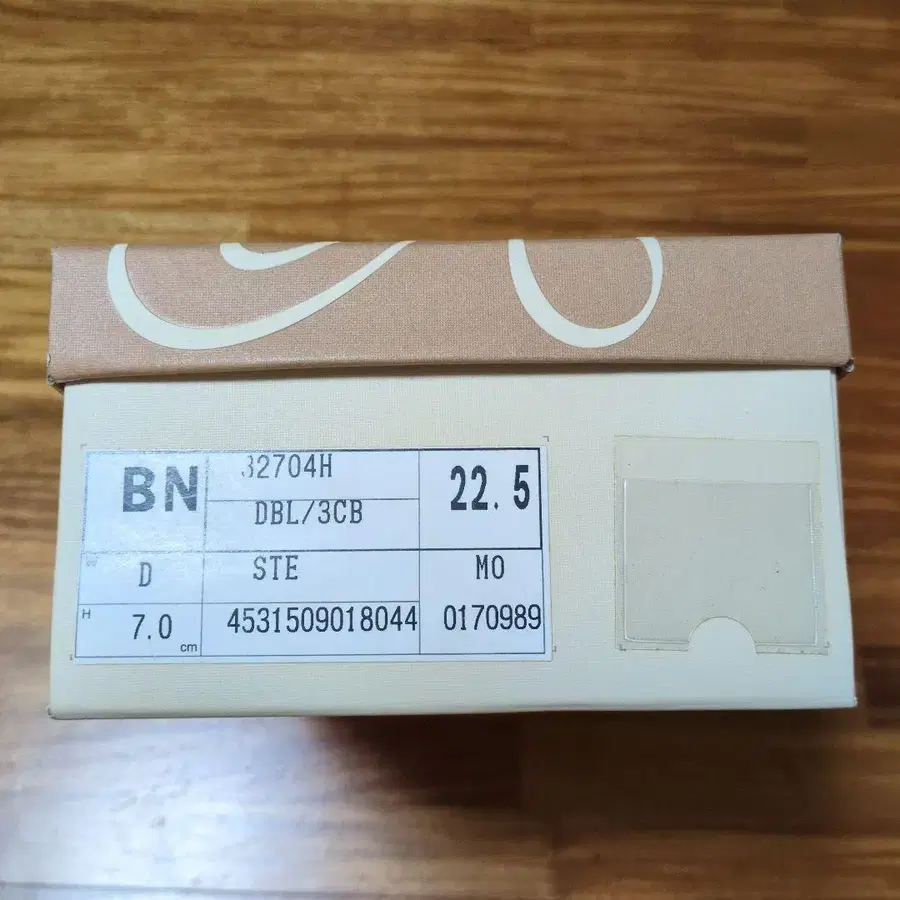 BN 32704H 22.5
DBL/3CB
W D STE MO
H 7.0 cm 4531509018044 0170989